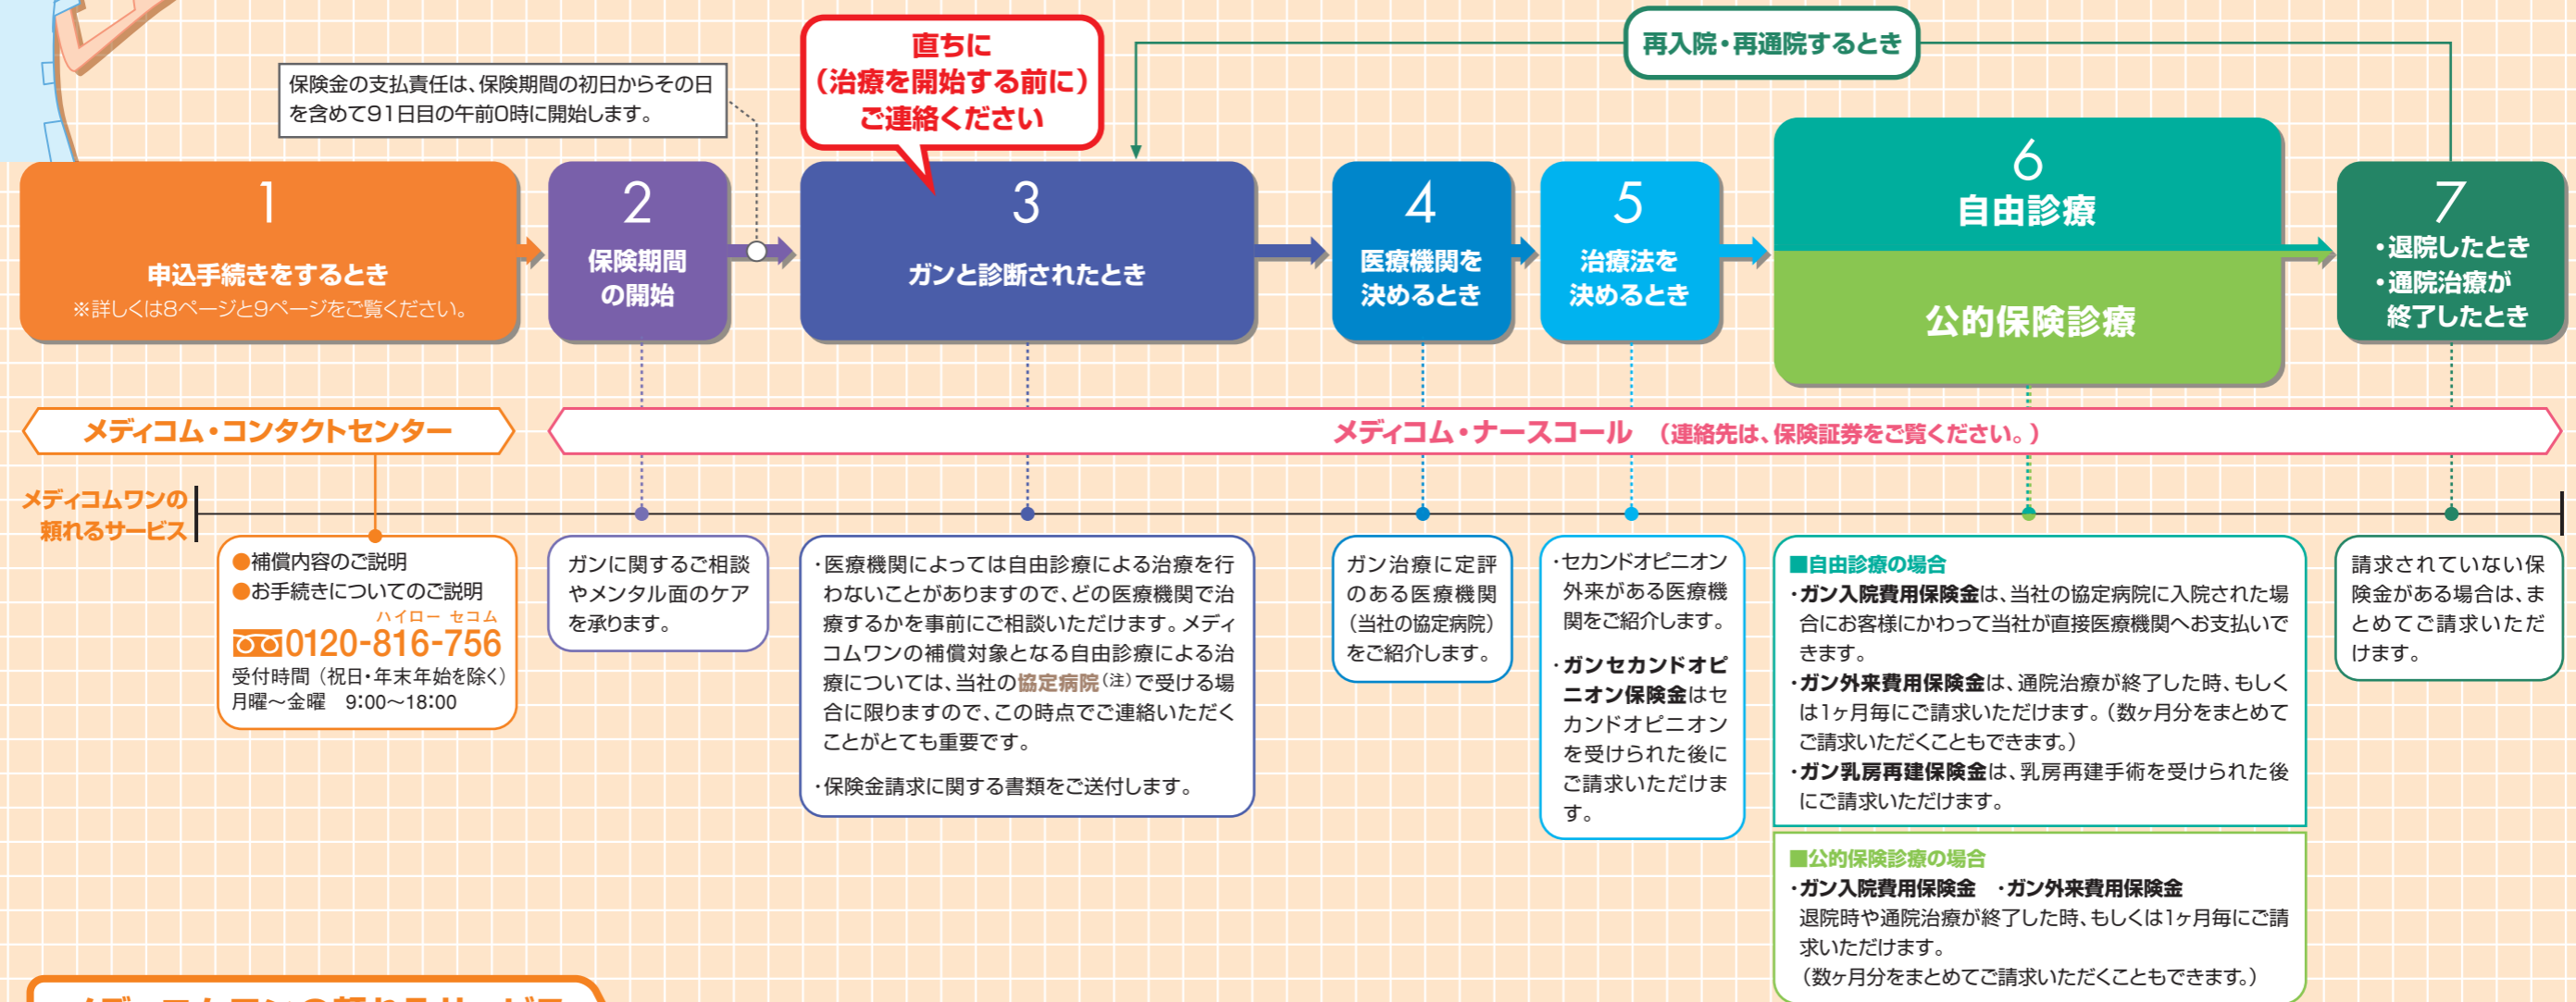 直ちに
（治療を開始する前に）
ご連絡ください
再入院・再通院するとき
保険金の支払責任は、保険期間の初日からその日
を含めて91日目の午前0時に開始します。
1
申込手続きをするとき
※詳しくは8ページと9ページをご覧ください。
2
保険期間
の開始
3
ガンと診断されたとき
4
医療機関を
決めるとき
5
治療法を
決めるとき
6
自由診療
公的保険診療
7
・退院したとき
・通院治療が
終了したとき
メディコム・コンタクトセンター
メディコム・ナースコール （連絡先は、保険証券をご覧ください。）
メディコムワンの
頼れるサービス
●補償内容のご説明
●お手続きについてのご説明
ハイロー セコム
0120-816-756
受付時間（祝日・年末年始を除く）
月曜～金曜 9:00～18:00
ガンに関するご相談
やメンタル面のケア
を承ります。
・医療機関によっては自由診療による治療を行
わないことがありますので、どの医療機関で治
療するかを事前にご相談いただけます。メディ
コムワンの補償対象となる自由診療による治
療については、当社の協定病院（注）で受ける場
合に限りますので、この時点でご連絡いただく
ことがとても重要です。
・保険金請求に関する書類をご送付します。
ガン治療に定評
のある医療機関
（当社の協定病院）
をご紹介します。
・セカンドオピニオン
外来がある医療機
関をご紹介します。
・ガンセカンドオピ
ニオン保険金はセ
カンドオピニオン
を受けられた後に
ご請求いただけま
す。
■自由診療の場合
・ガン入院費用保険金は、当社の協定病院に入院された場
合にお客様にかわって当社が直接医療機関へお支払いで
きます。
・ガン外来費用保険金は、通院治療が終了した時、もしく
は1ヶ月毎にご請求いただけます。（数ヶ月分をまとめて
ご請求いただくこともできます。）
・ガン乳房再建保険金は、乳房再建手術を受けられた後
にご請求いただけます。
■公的保険診療の場合
・ガン入院費用保険金 ・ガン外来費用保険金
退院時や通院治療が終了した時、もしくは1ヶ月毎にご請
求いただけます。
（数ヶ月分をまとめてご請求いただくこともできます。）
請求されていない保
険金がある場合は、ま
とめてご請求いただ
けます。
メディコムワンの頼れるサービス